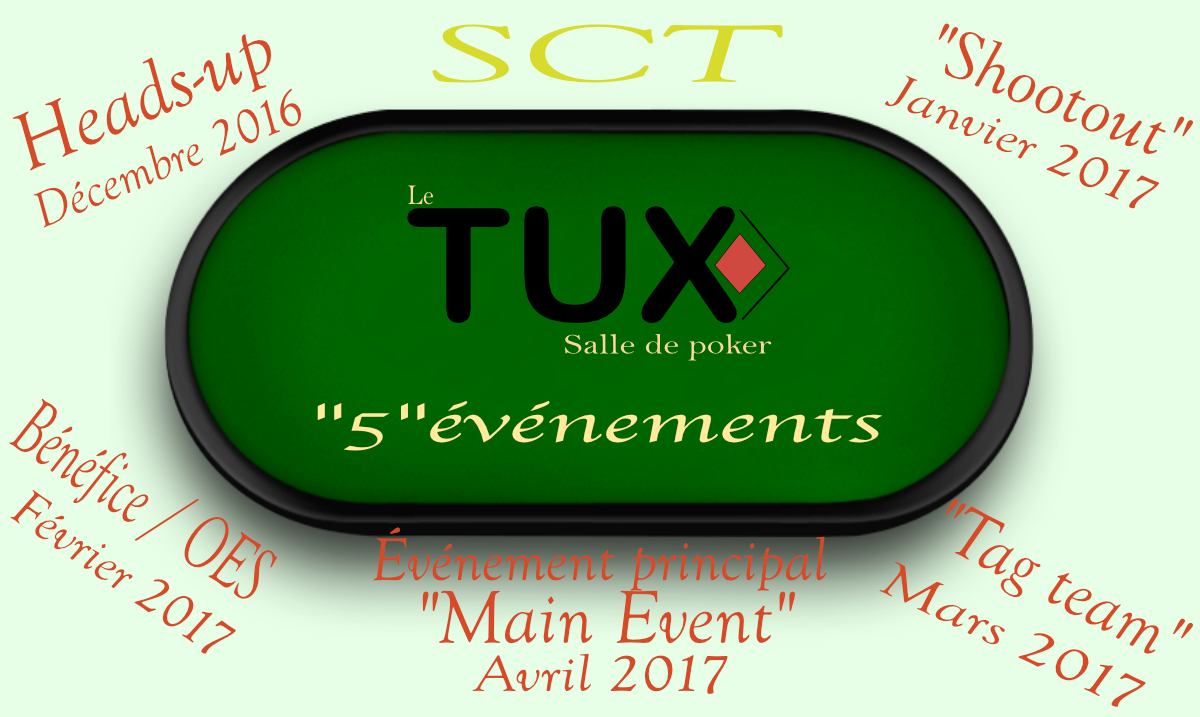 SCT
Heads-up
Décembre 2016
"Shootout"
Janvier 2017
Le
TUX
Salle de poker
"5"événements
Bénéfice / OES
Février 2017
Événement principal
"Main Event"
Avril 2017
"Tag team"
Mars 2017